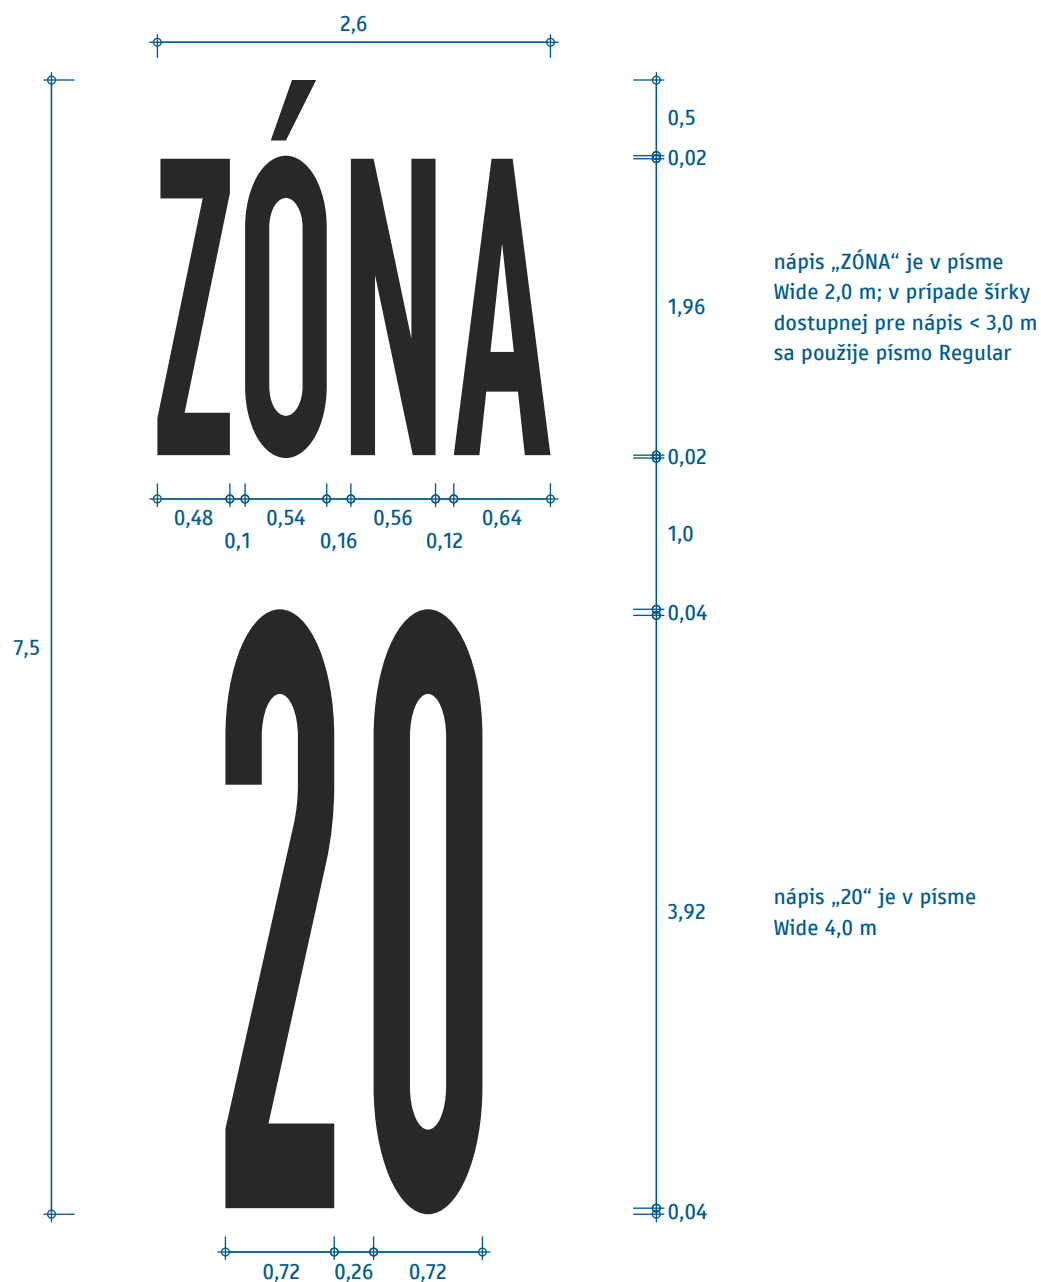 2,6
ZÓNA
0,5
0,02
1,96
0,02
nápis „ZÓNA“ je v písme
Wide 2,0 m; v prípade šírky
dostupnej pre nápis < 3,0 m
sa použije písmo Regular
0,48 0,54 0,56 0,64
0,1 0,16 0,12
1,0
7,5
20
0,04
3,92
0,04
nápis „20“ je v písme
Wide 4,0 m
0,72 0,26 0,72